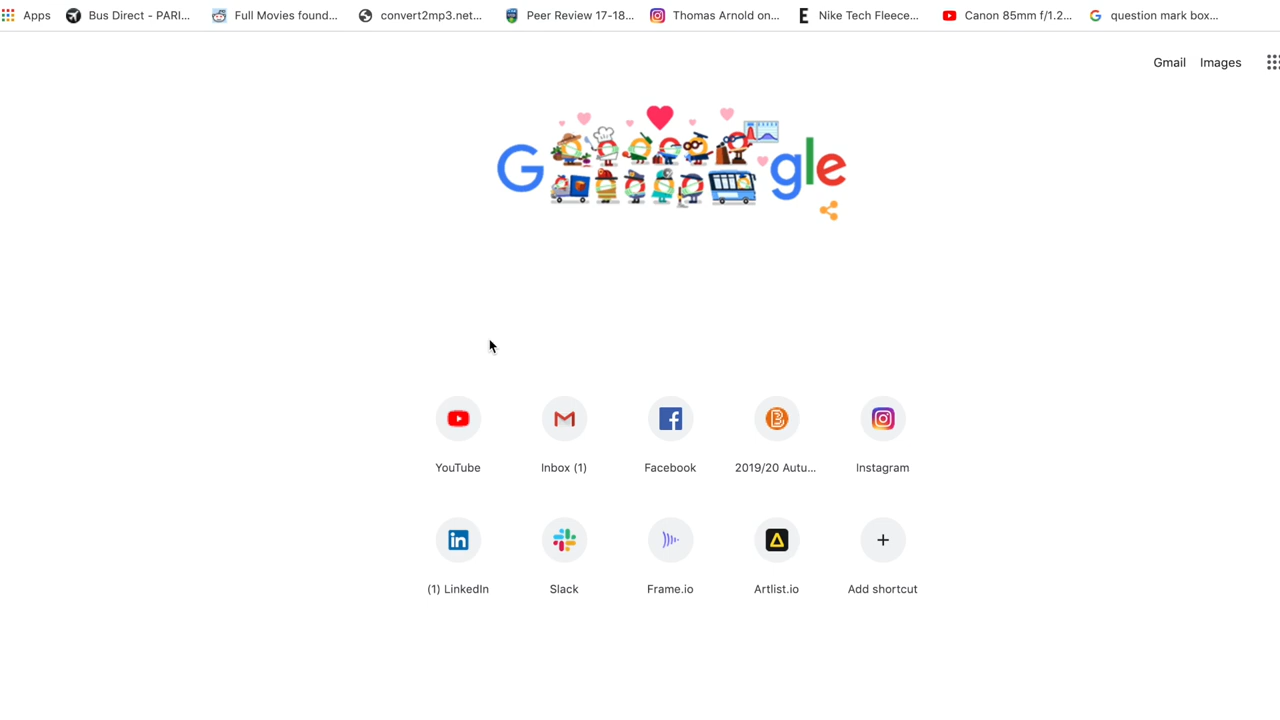 Apps Bus Direct - PARI... Full Movies found... convert2mp3.net... Peer Review 17-18... Thomas Arnold on... Nike Tech Fleece... Canon 85mm f/1.2... question mark box...
Gmail Images
G gle
YouTube Inbox (1) Facebook 2019/20 Autu... Instagram
(1) LinkedIn Slack Frame.io Artlist.io Add shortcut